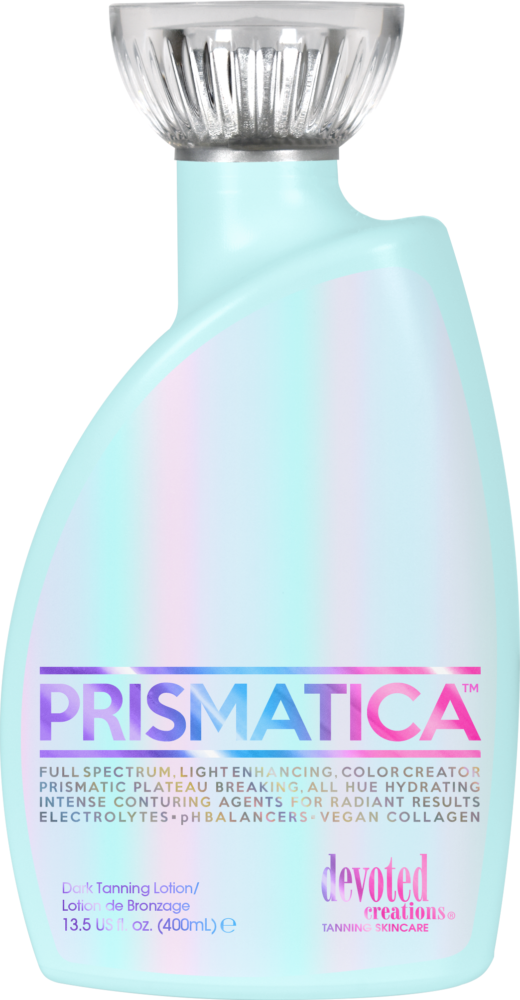 PRISMATICA™
FULL SPECTRUM, LIGHT ENHANCING, COLOR CREATOR
PRISMATIC PLATEAU BREAKING, ALL HUE HYDRATING
INTENSE CONTURING AGENTS FOR RADIANT RESULTS
ELECTROLYTES▪pH BALANCERS▪VEGAN COLLAGEN
devoted
creations®
TANNING SKINCARE
Dark Tanning Lotion/
Lotion de Bronzage
13.5 US fl. oz. (400mL) ℮